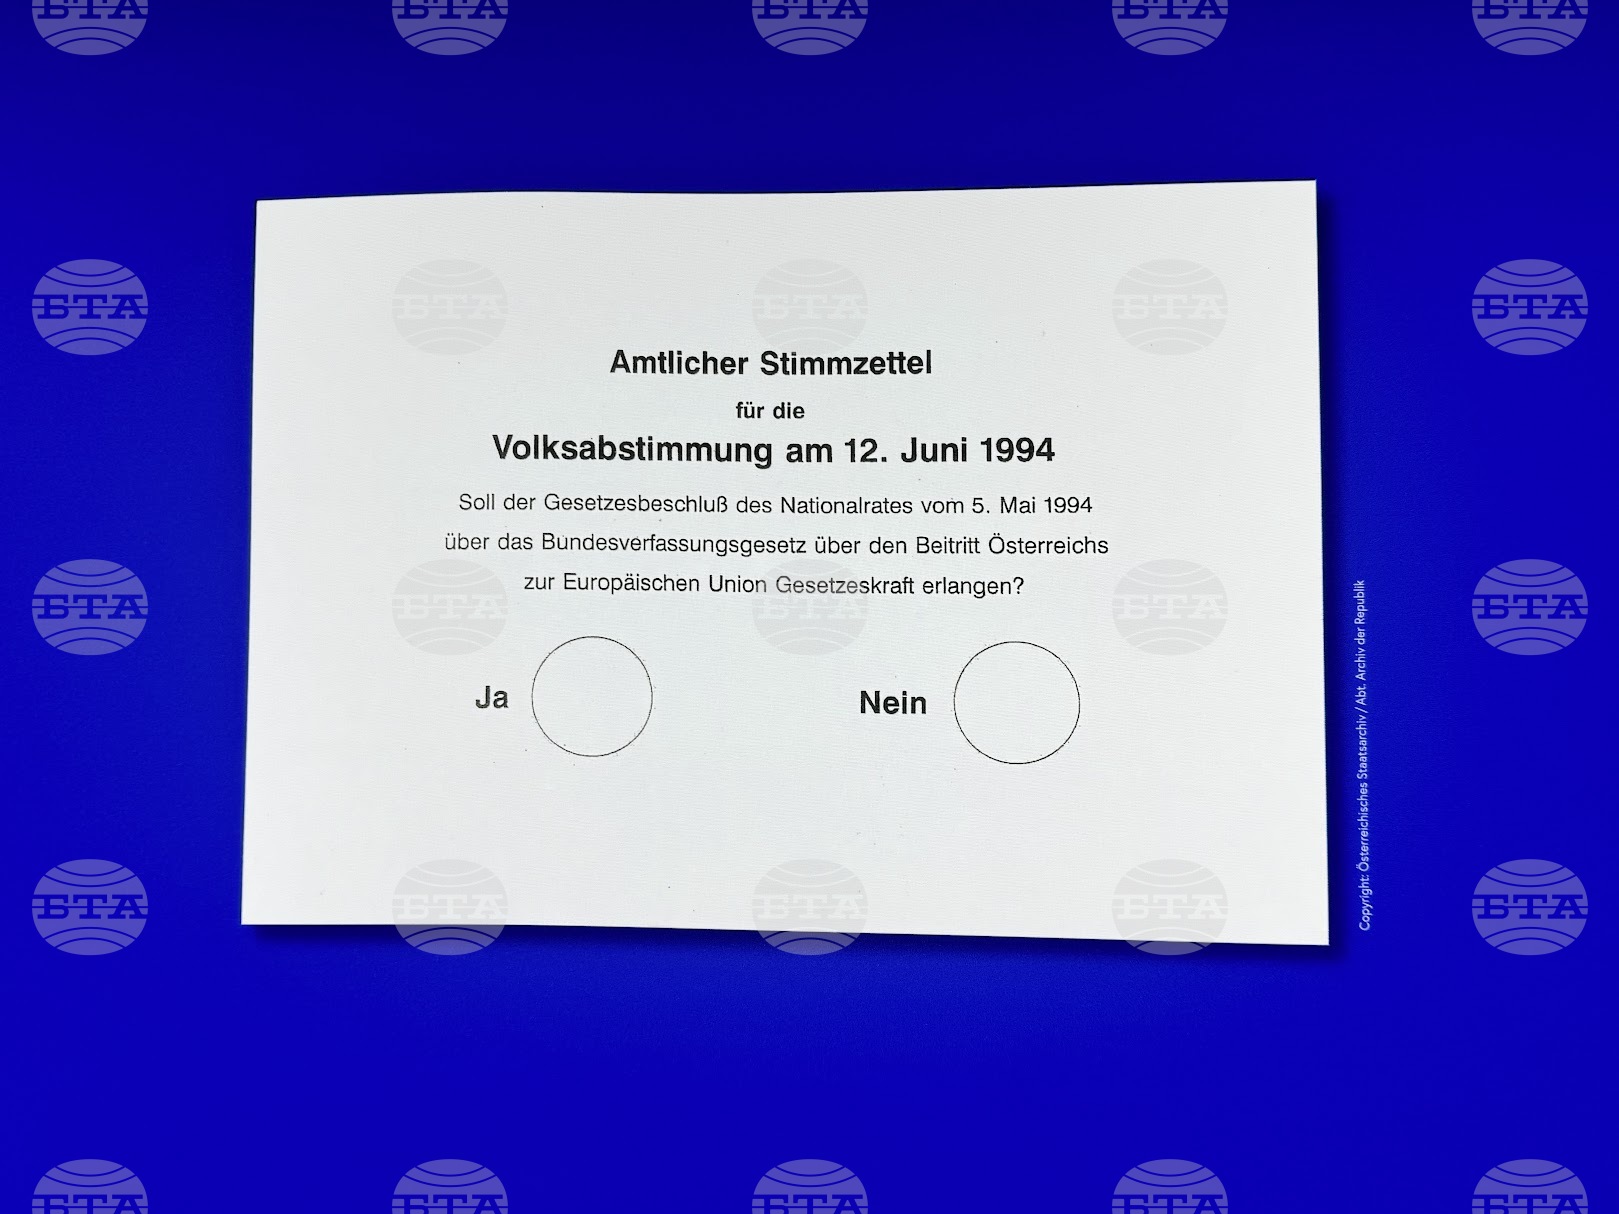 Amtlicher Stimmzettel
für die
Volksabstimmung am 12. Juni 1994
Soll der Gesetzesbeschluß des Nationalrates vom 5. Mai 1994
über das Bundesverfassungsgesetz über den Beitritt Österreichs
zur Europäischen Union Gesetzeskraft erlangen?
Ja
Nein
Copyright: Österreichisches Staatsarchiv / Abt. Archiv der Republik
БТА